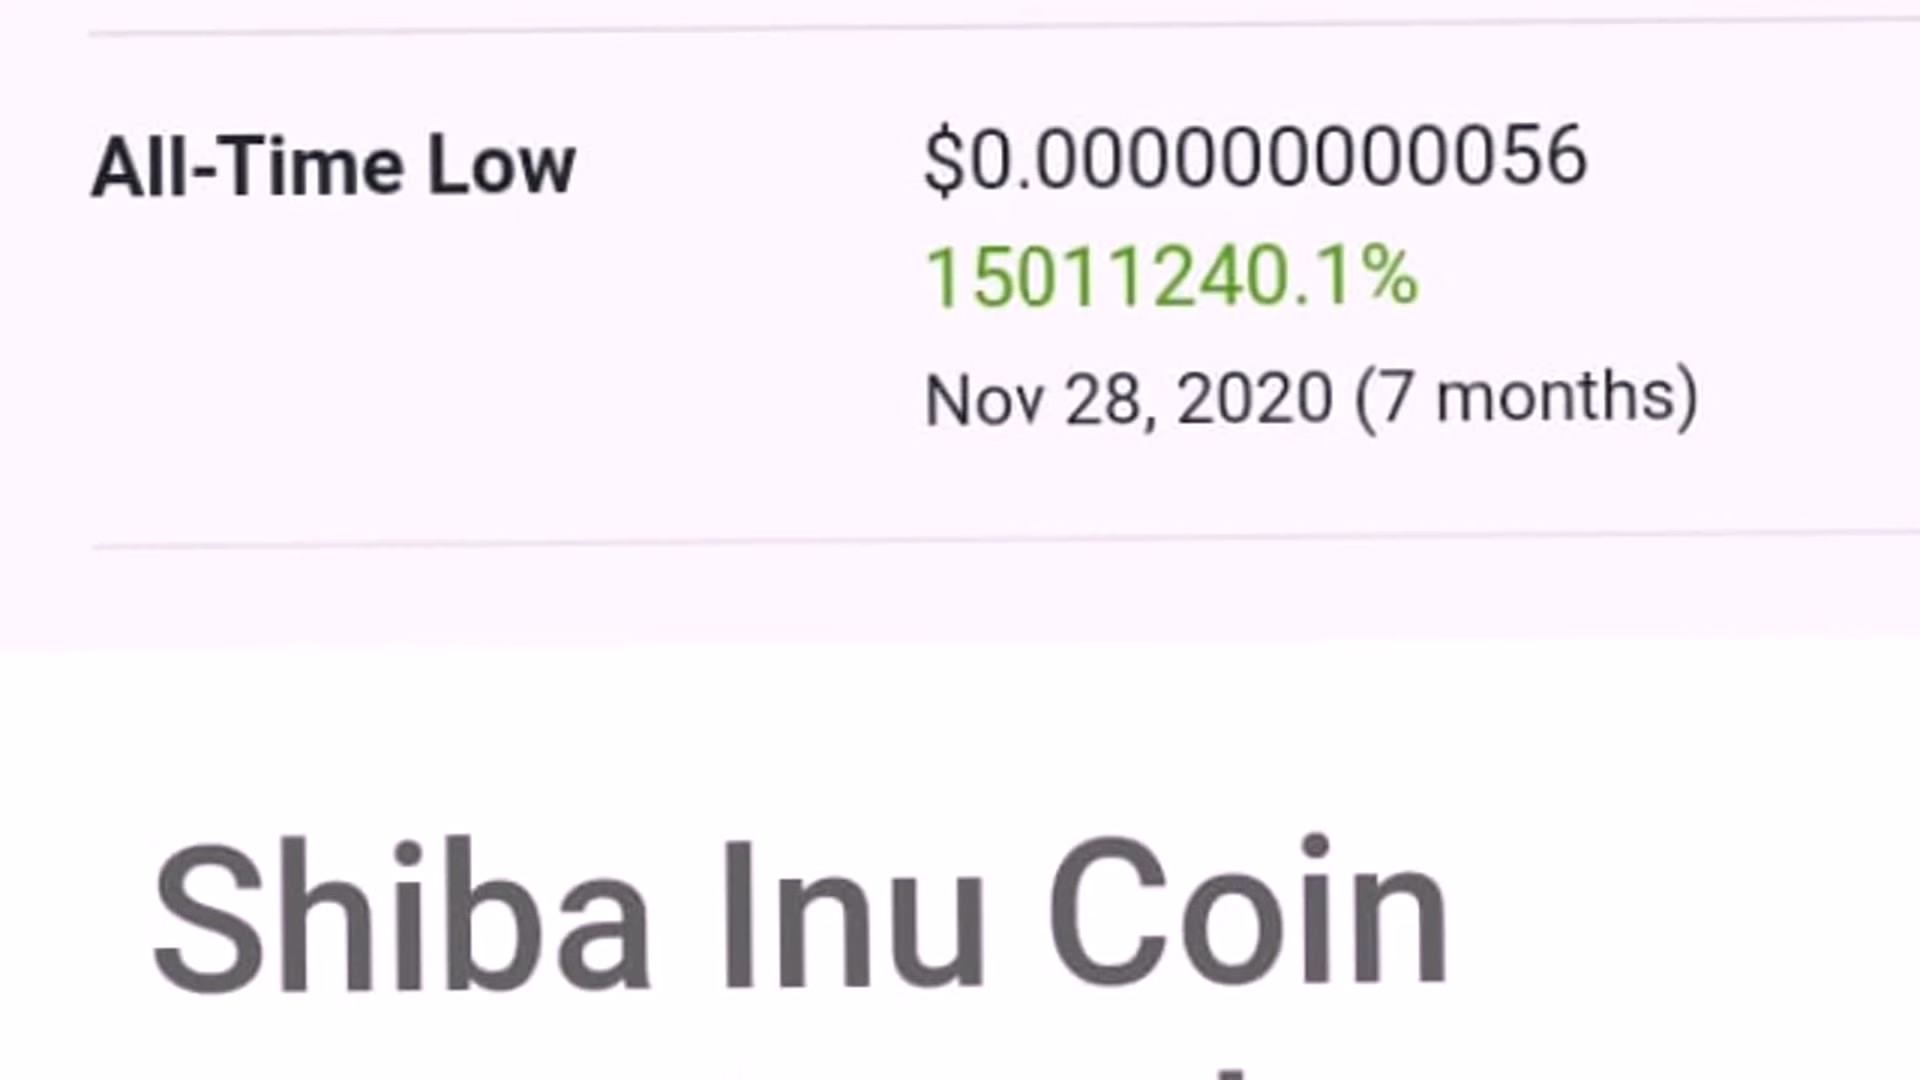 All-Time Low
$0.000000000056
15011240.1%
Nov 28, 2020 (7 months)
Shiba Inu Coin